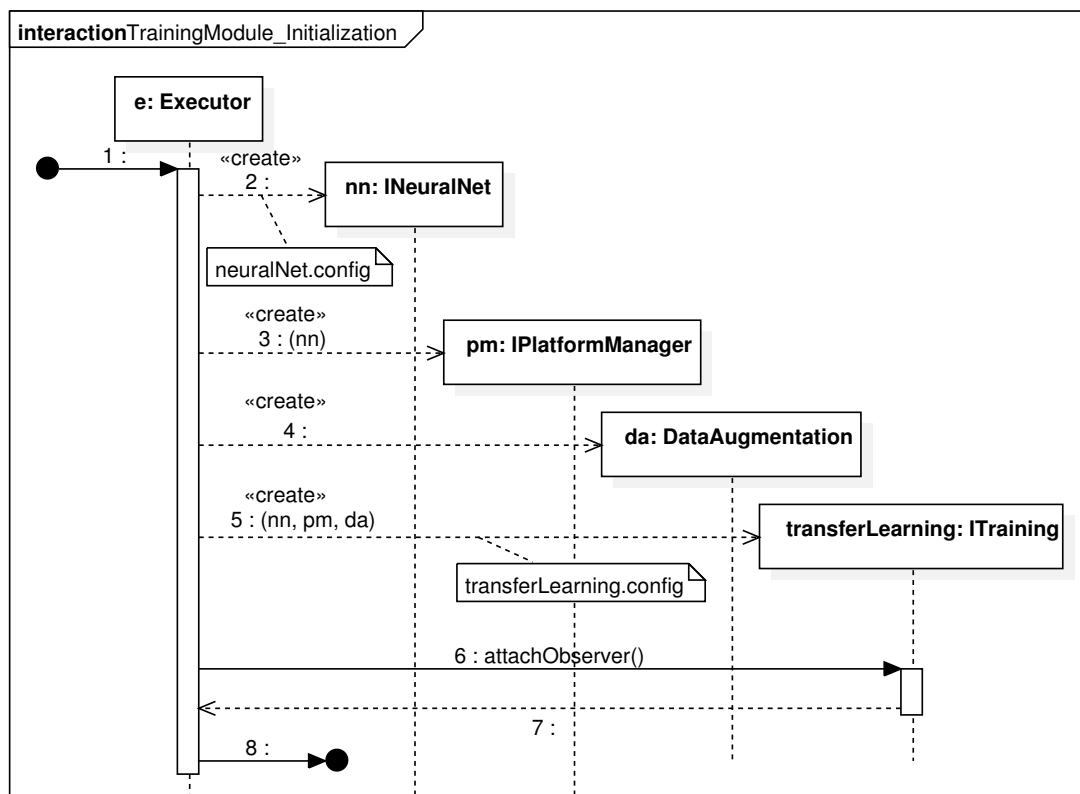 interactionTrainingModule_Initialization
e: Executor
1 :
«create»
2 :
nn: INeuralNet
neuralNet.config
«create»
3 : (nn)
pm: IPlatformManager
«create»
4 :
da: DataAugmentation
«create»
5 : (nn, pm, da)
transferLearning: ITraining
transferLearning.config
6 : attachObserver()
7 :
8 :